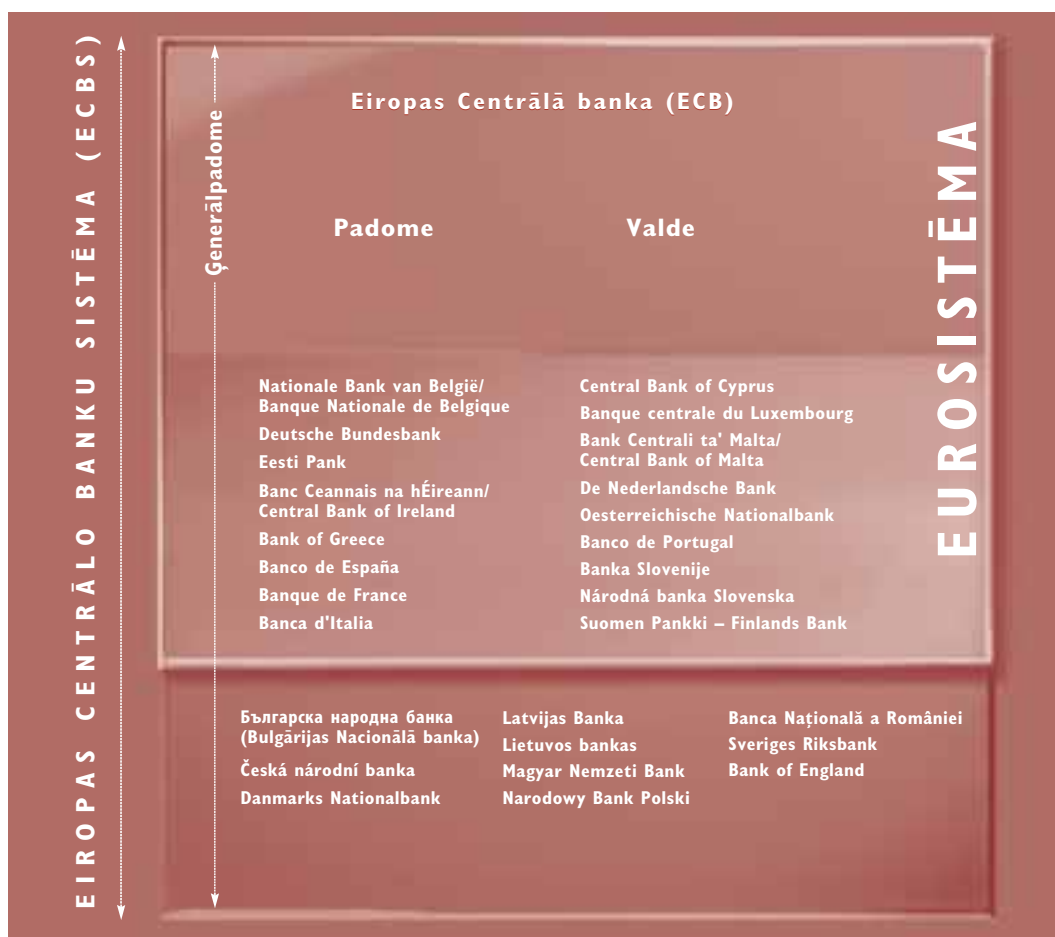 EIROPAS CENTRĀLO BANKU SISTĒMA (ECBS)
Ģenerālpadome
Eiropas Centrālā banka (ECB)
Padome
Valde
EUROSISTĒMA
Nationale Bank van België/
Banque Nationale de Belgique
Deutsche Bundesbank
Eesti Pank
Banc Ceannais na hÉireann/
Central Bank of Ireland
Bank of Greece
Banco de España
Banque de France
Banca d'Italia
Central Bank of Cyprus
Banque centrale du Luxembourg
Bank Ċentrali ta' Malta/
Central Bank of Malta
De Nederlandsche Bank
Oesterreichische Nationalbank
Banco de Portugal
Banka Slovenije
Národná banka Slovenska
Suomen Pankki – Finlands Bank
Българска народна банка
(Bulgārijas Nacionālā banka)
Česká národní banka
Danmarks Nationalbank
Latvijas Banka
Lietuvos bankas
Magyar Nemzeti Bank
Narodowy Bank Polski
Banca Națională a României
Sveriges Riksbank
Bank of England